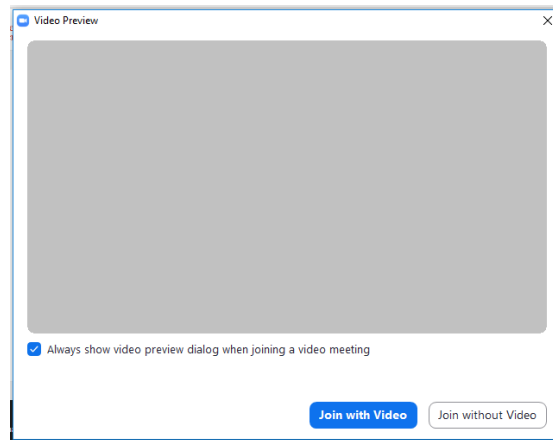 Video Preview
Always show video preview dialog when joining a video meeting
Join with Video
Join without Video